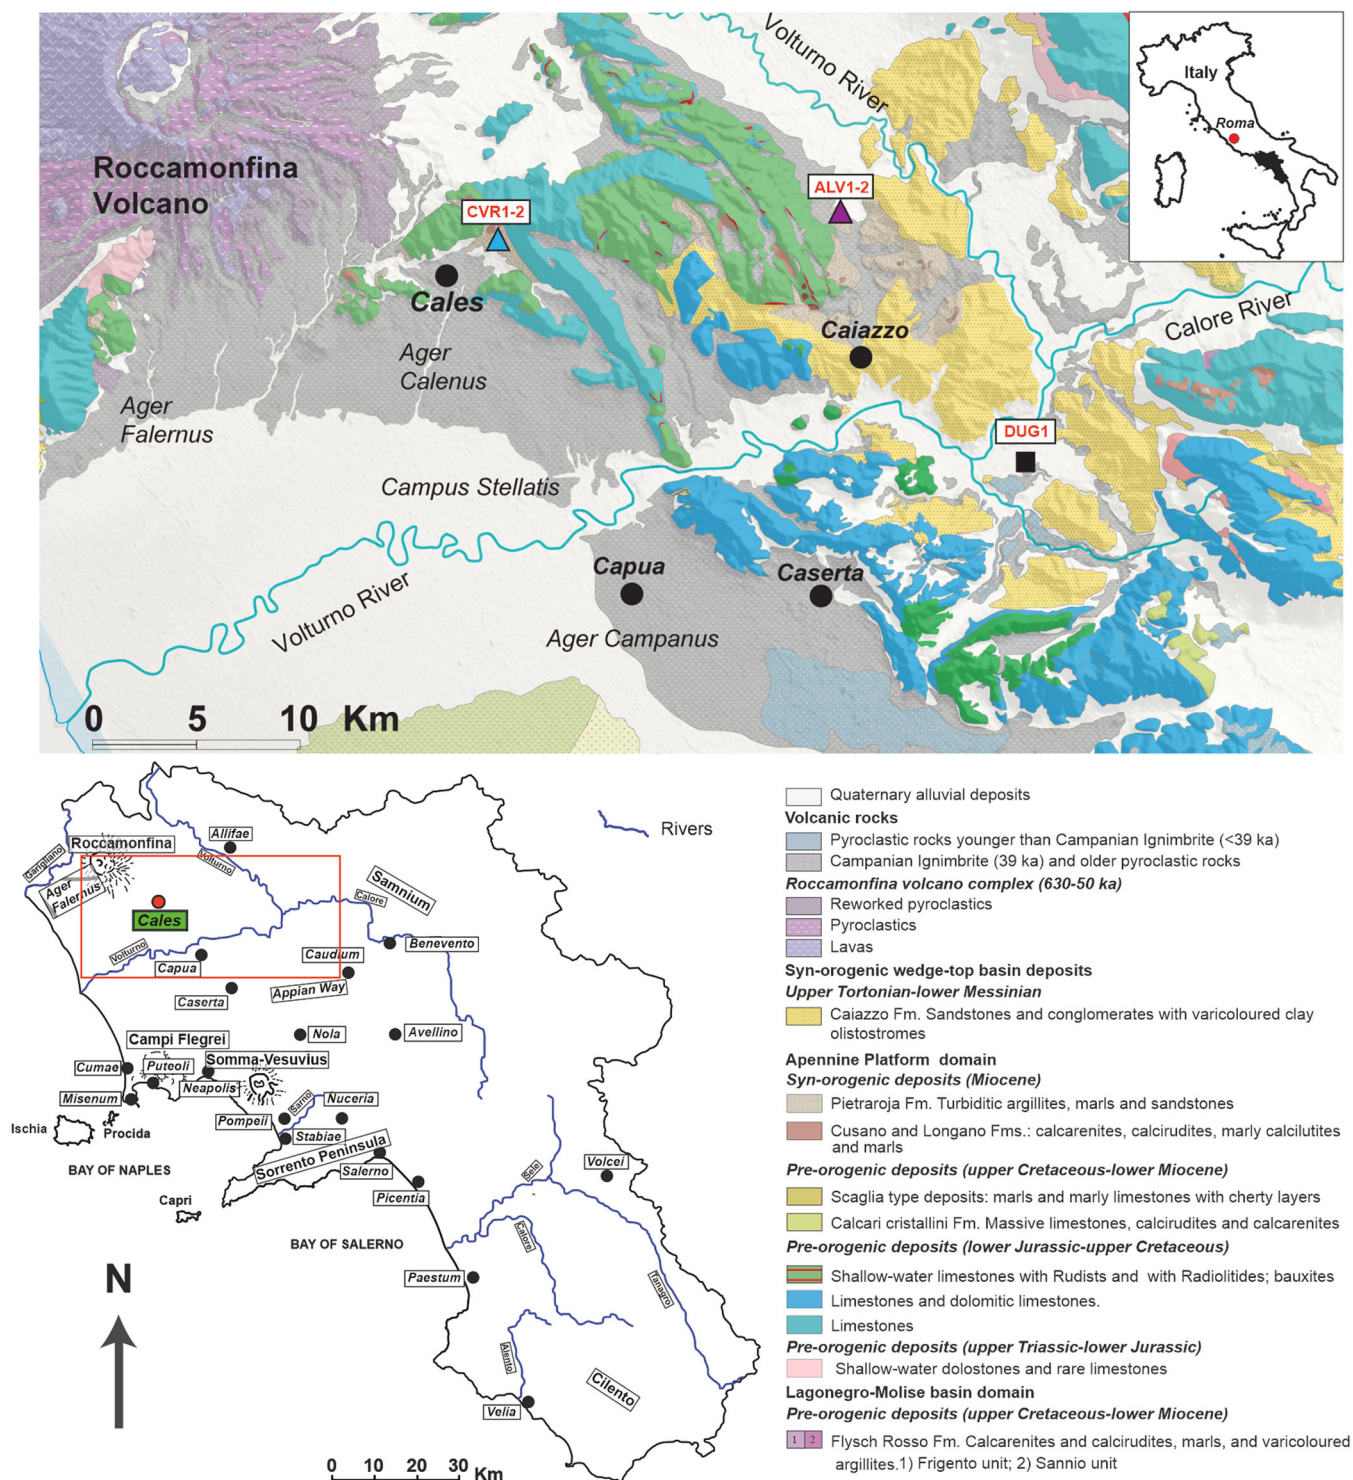 Volturno River
Italy
Roma
Roccamonfina
Volcano
CVR1-2
ALV1-2
Cales
Caiazzo
Calore River
Ager
Calenus
Ager
Falernus
DUG1
Campus Stellatis
Capua
Caserta
Volturno River
Ager Campanus
0 5 10 Km
Rivers
Roccamonfina
Allifae
Garigliano
Volturno
Ager
Falernus
Samnium
Calore
Cales
Volturno
Benevento
Capua
Caudium
Appian Way
Caserta
Nola
Avellino
Campi Flegrei
Somma-Vesuvius
Cumae
Puteoli
Neapolis
Misenum
Nuceria
Sarno
Pompeii
Ischia
Procida
Stabiae
Sorrento Peninsula
BAY OF NAPLES
Salerno
Volcei
Sele
Capri
Picentia
BAY OF SALERNO
Calore
N
Paestum
Tanagro
Alento
Cilento
Velia
0 10 20 30 Km
Quaternary alluvial deposits
Volcanic rocks
Pyroclastic rocks younger than Campanian Ignimbrite (<39 ka)
Campanian Ignimbrite (39 ka) and older pyroclastic rocks
Roccamonfina volcano complex (630-50 ka)
Reworked pyroclastics
Pyroclastics
Lavas
Syn-orogenic wedge-top basin deposits
Upper Tortonian-lower Messinian
Caiazzo Fm. Sandstones and conglomerates with varicoloured clay
olistostromes
Apennine Platform domain
Syn-orogenic deposits (Miocene)
Pietraroja Fm. Turbiditic argillites, marls and sandstones
Cusano and Longano Fms.: calcarenites, calcirudites, marly calcilutites
and marls
Pre-orogenic deposits (upper Cretaceous-lower Miocene)
Scaglia type deposits: marls and marly limestones with cherty layers
Calcari cristallini Fm. Massive limestones, calcirudites and calcarenites
Pre-orogenic deposits (lower Jurassic-upper Cretaceous)
Shallow-water limestones with Rudists and with Radiolitides; bauxites
Limestones and dolomitic limestones.
Limestones
Pre-orogenic deposits (upper Triassic-lower Jurassic)
Shallow-water dolostones and rare limestones
Lagonegro-Molise basin domain
Pre-orogenic deposits (upper Cretaceous-lower Miocene)
1 2 Flysch Rosso Fm. Calcarenites and calcirudites, marls, and varicoloured
argillites.1) Frigento unit; 2) Sannio unit